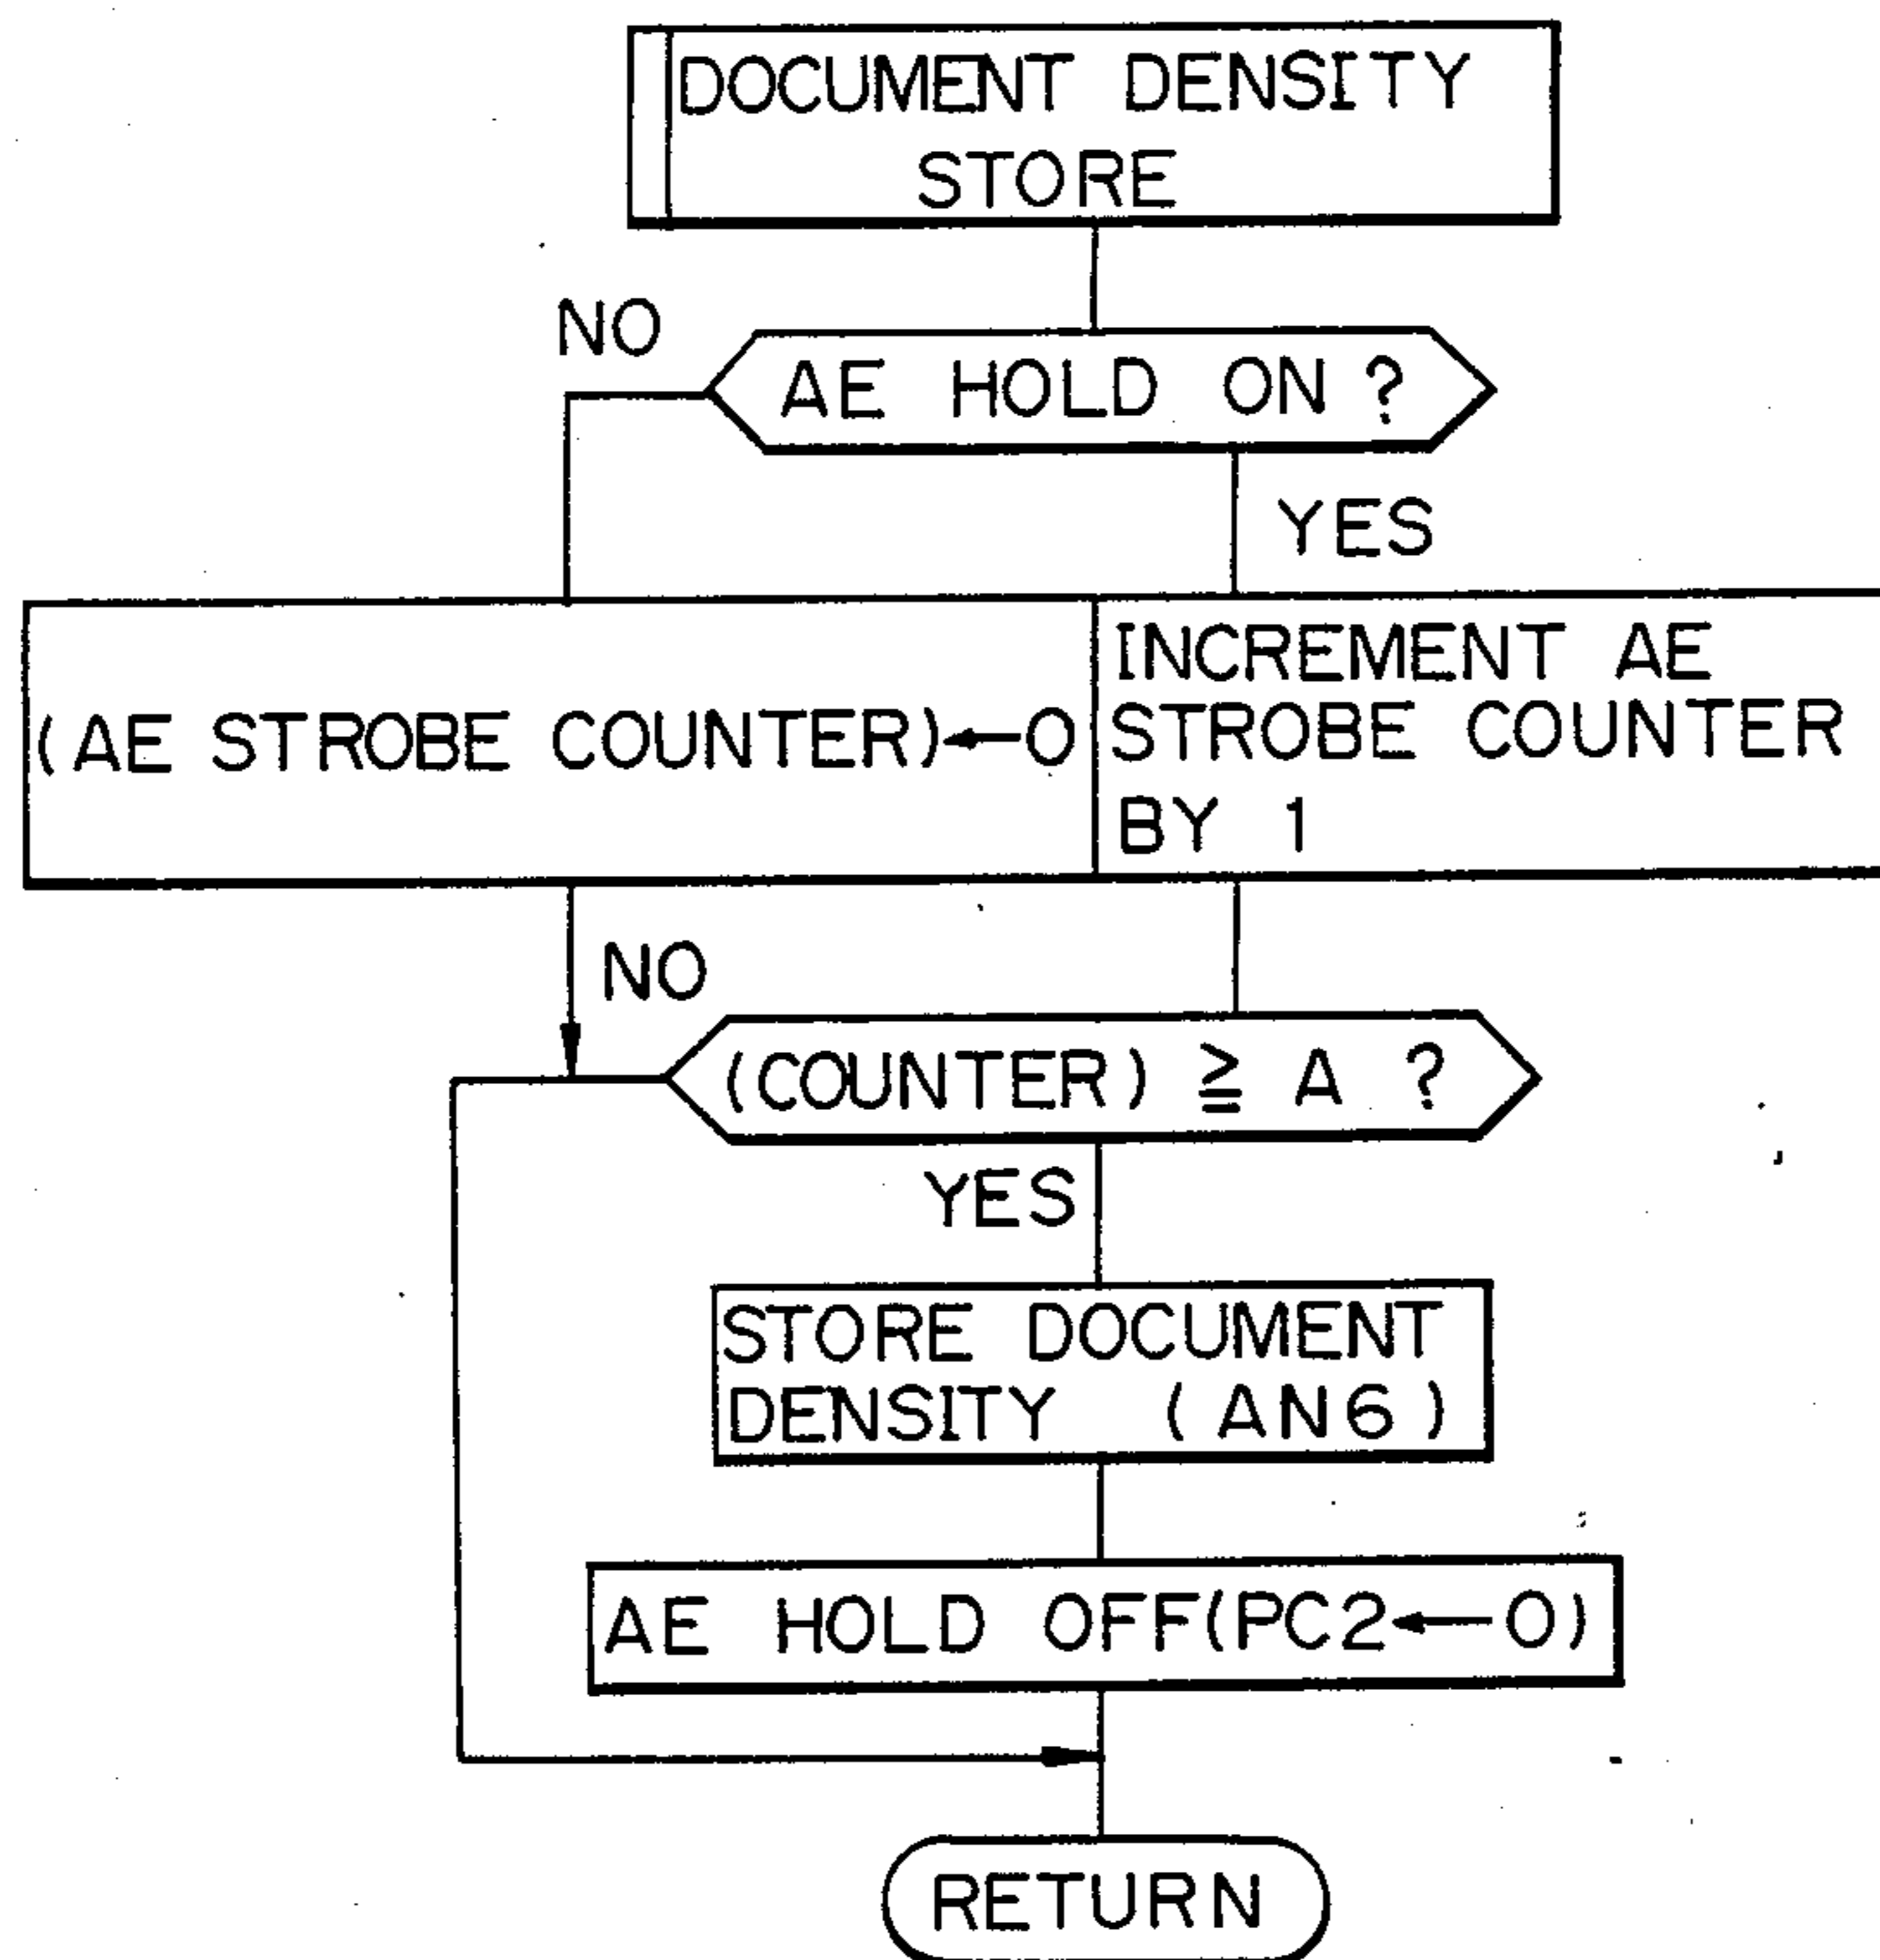 DOCUMENT DENSITY
STORE
NO
AE HOLD ON ?
YES
(AE STROBE COUNTER)←0
INCREMENT AE
STROBE COUNTER
BY 1
NO
(COUNTER) ≧ A ?
YES
STORE DOCUMENT
DENSITY (AN6)
AE HOLD OFF(PC2←0)
RETURN